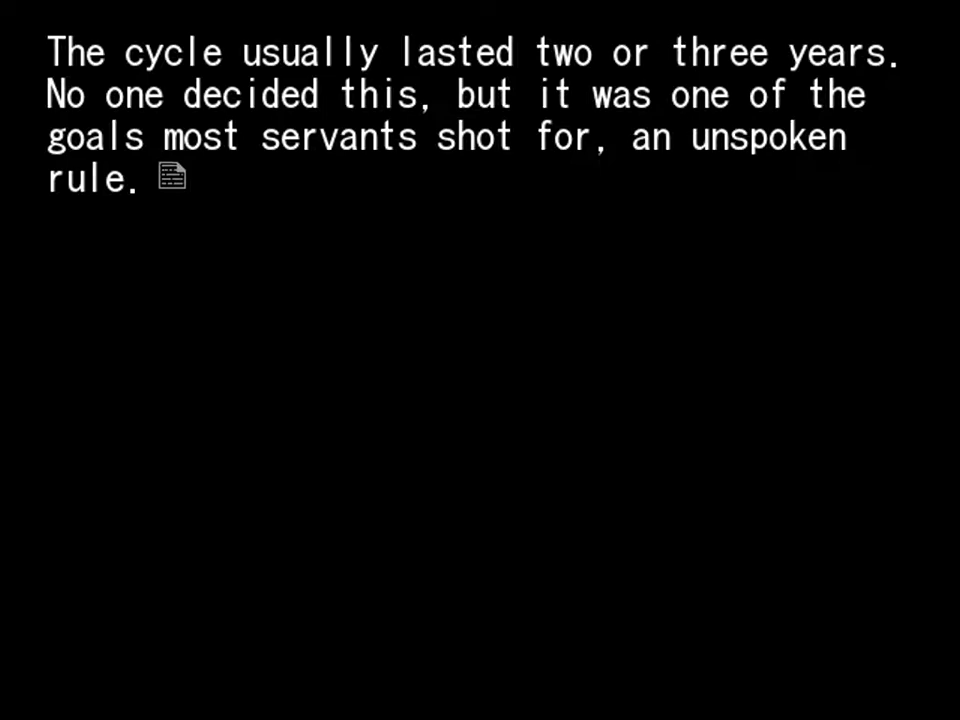 The cycle usually lasted two or three years.
No one decided this, but it was one of the
goals most servants shot for, an unspoken
rule.